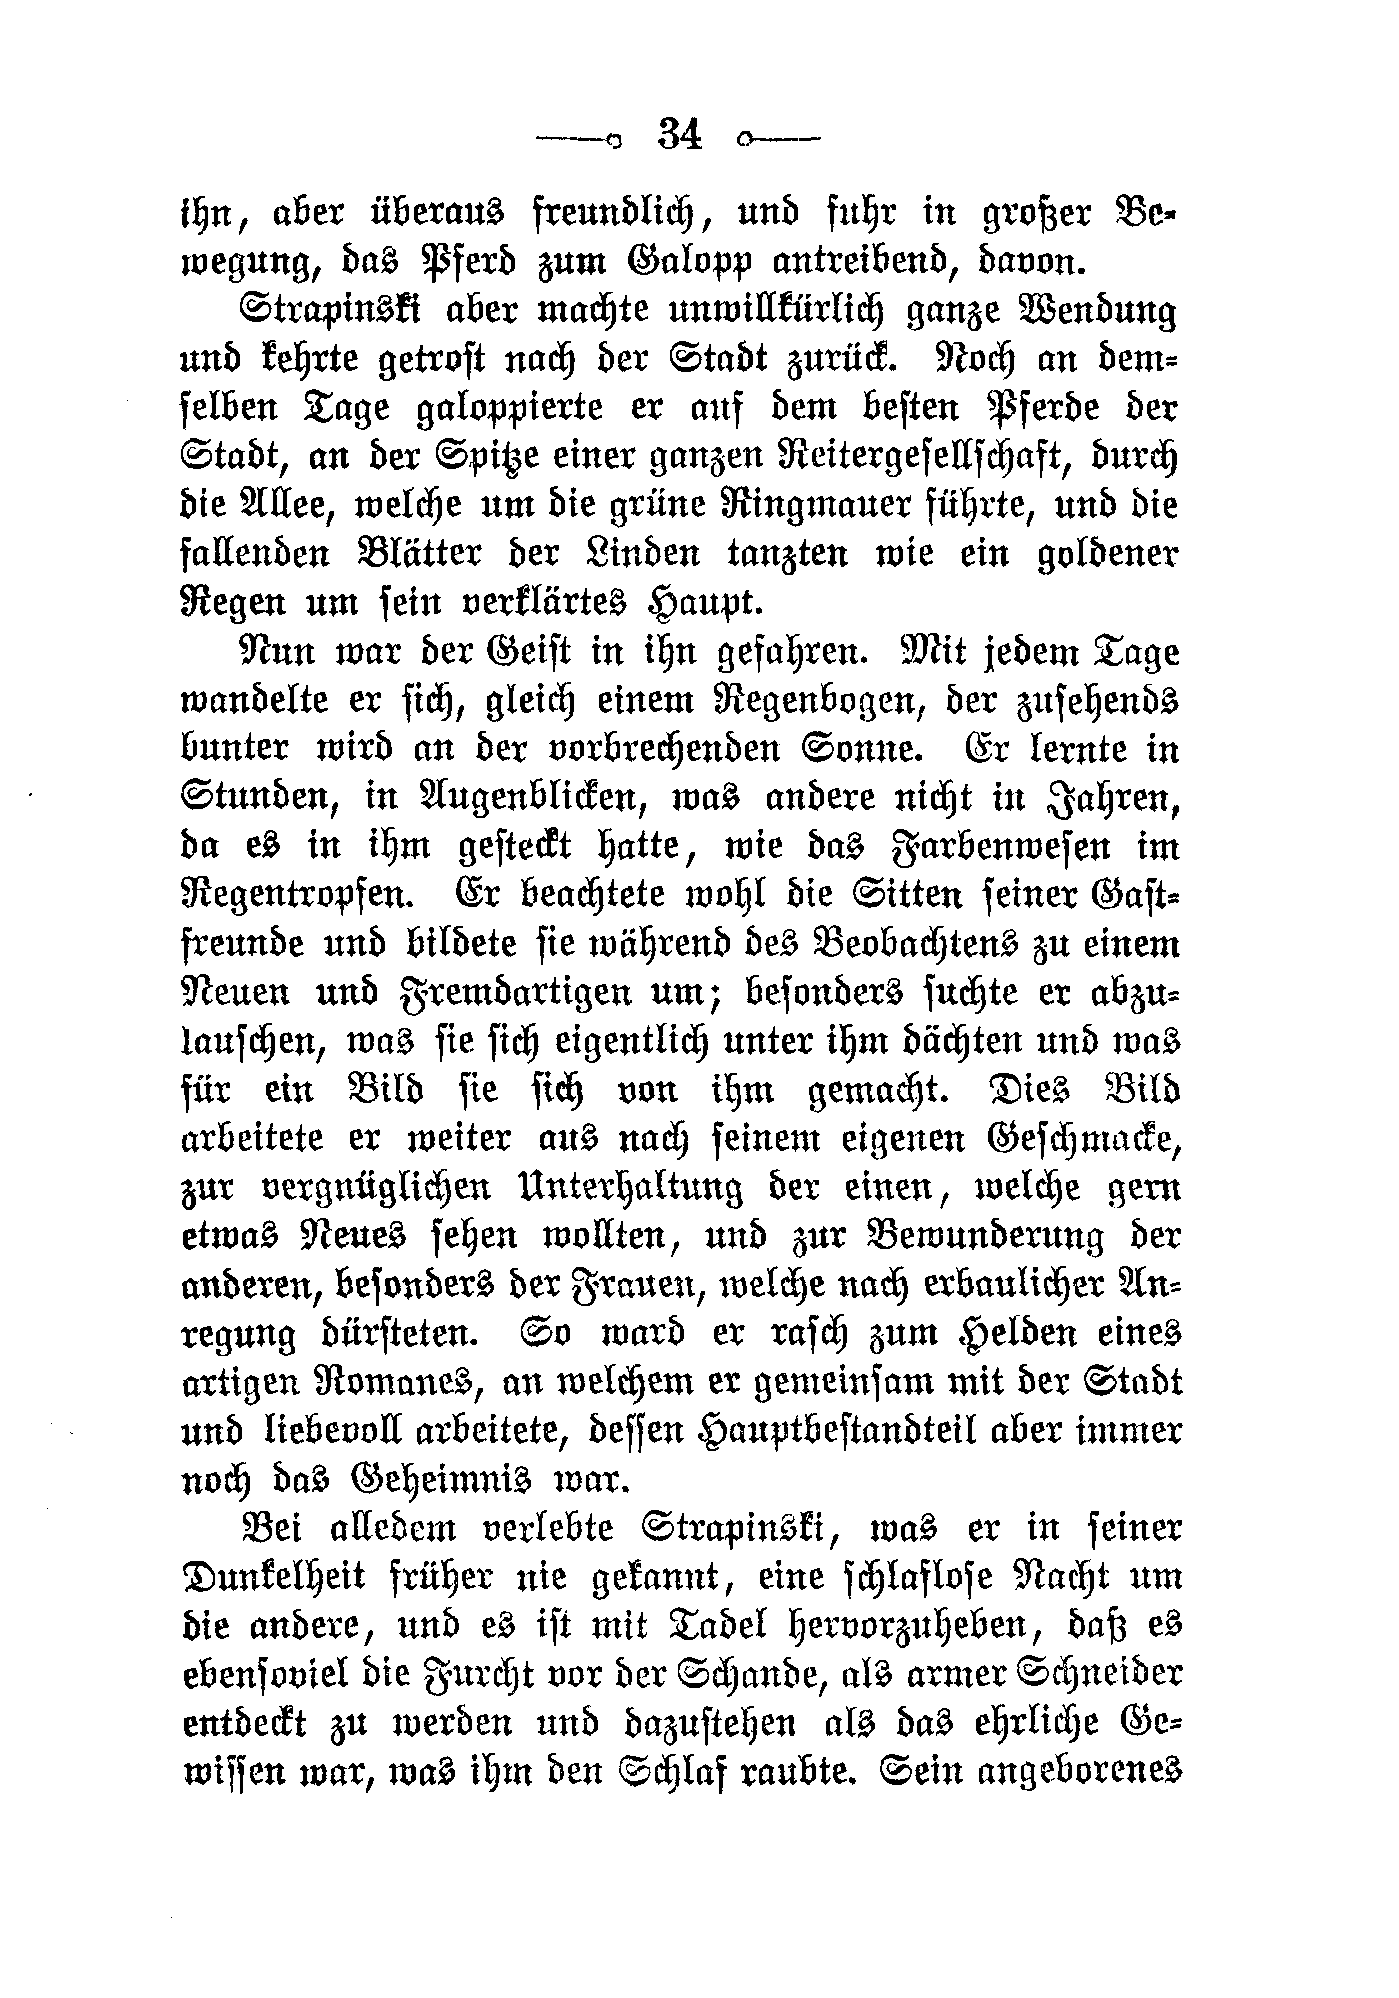 34
ihn, aber überaus freundlich, und fuhr in großer Be-
wegung, das Pferd zum Galopp antreibend, davon.
Strapinski aber machte unwillkürlich ganze Wendung
und kehrte getrost nach der Stadt zurück. Noch an dem-
selben Tage galoppierte er auf dem besten Pferde der
Stadt, an der Spitze einer ganzen Reitergesellschaft, durch
die Allee, welche um die grüne Ringmauer führte, und die
fallenden Blätter der Linden tanzten wie ein goldener
Regen um sein verklärtes Haupt.
Nun war der Geist in ihn gefahren. Mit jedem Tage
wandelte er sich, gleich einem Regenbogen, der zusehends
bunter wird an der vorbrechenden Sonne. Er lernte in
Stunden, in Augenblicken, was andere nicht in Jahren,
da es in ihm gesteckt hatte, wie das Farbenwesen im
Regentropfen. Er beachtete wohl die Sitten seiner Gast-
freunde und bildete sie während des Beobachtens zu einem
Neuen und Fremdartigen um; besonders suchte er abzu-
lauschen, was sie sich eigentlich unter ihm dächten und was
für ein Bild sie sich von ihm gemacht. Dies Bild
arbeitete er weiter aus nach seinem eigenen Geschmacke,
zur vergnüglichen Unterhaltung der einen, welche gern
etwas Neues sehen wollten, und zur Bewunderung der
anderen, besonders der Frauen, welche nach erbaulicher An-
regung dürsteten. So ward er rasch zum Helden eines
artigen Romanes, an welchem er gemeinsam mit der Stadt
und liebevoll arbeitete, dessen Hauptbestandteil aber immer
noch das Geheimnis war.
Bei alledem verlebte Strapinski, was er in seiner
Dunkelheit früher nie gekannt, eine schlaflose Nacht um
die andere, und es ist mit Tadel hervorzuheben, daß es
ebensoviel die Furcht vor der Schande, als armer Schneider
entdeckt zu werden und dazustehen als das ehrliche Ge-
wissen war, was ihm den Schlaf raubte. Sein angeborenes